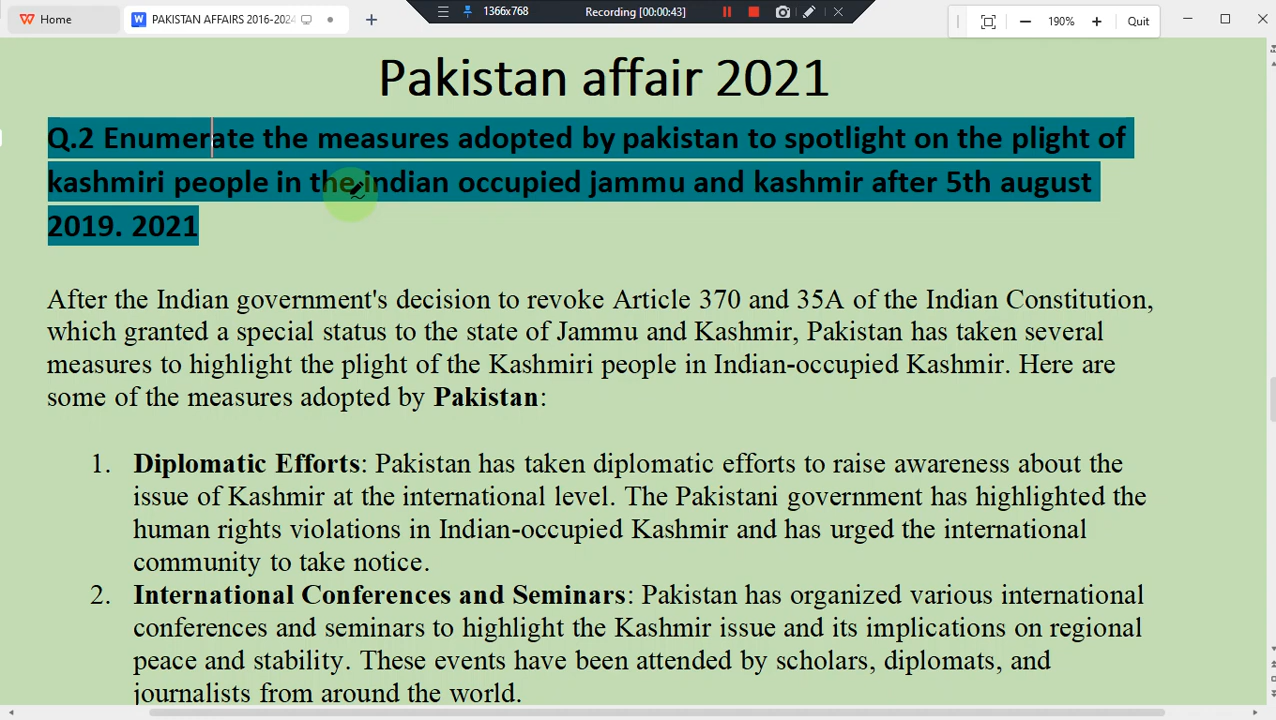 Home
PAKISTAN AFFAIRS 2016-2024
1366x768
Recording [00:00:43]
190%
Quit
Pakistan affair 2021
Q.2 Enumerate the measures adopted by pakistan to spotlight on the plight of
kashmiri people in the indian occupied jammu and kashmir after 5th august
2019. 2021
After the Indian government's decision to revoke Article 370 and 35A of the Indian Constitution,
which granted a special status to the state of Jammu and Kashmir, Pakistan has taken several
measures to highlight the plight of the Kashmiri people in Indian-occupied Kashmir. Here are
some of the measures adopted by Pakistan:
1. Diplomatic Efforts: Pakistan has taken diplomatic efforts to raise awareness about the
issue of Kashmir at the international level. The Pakistani government has highlighted the
human rights violations in Indian-occupied Kashmir and has urged the international
community to take notice.
2. International Conferences and Seminars: Pakistan has organized various international
conferences and seminars to highlight the Kashmir issue and its implications on regional
peace and stability. These events have been attended by scholars, diplomats, and
journalists from around the world.